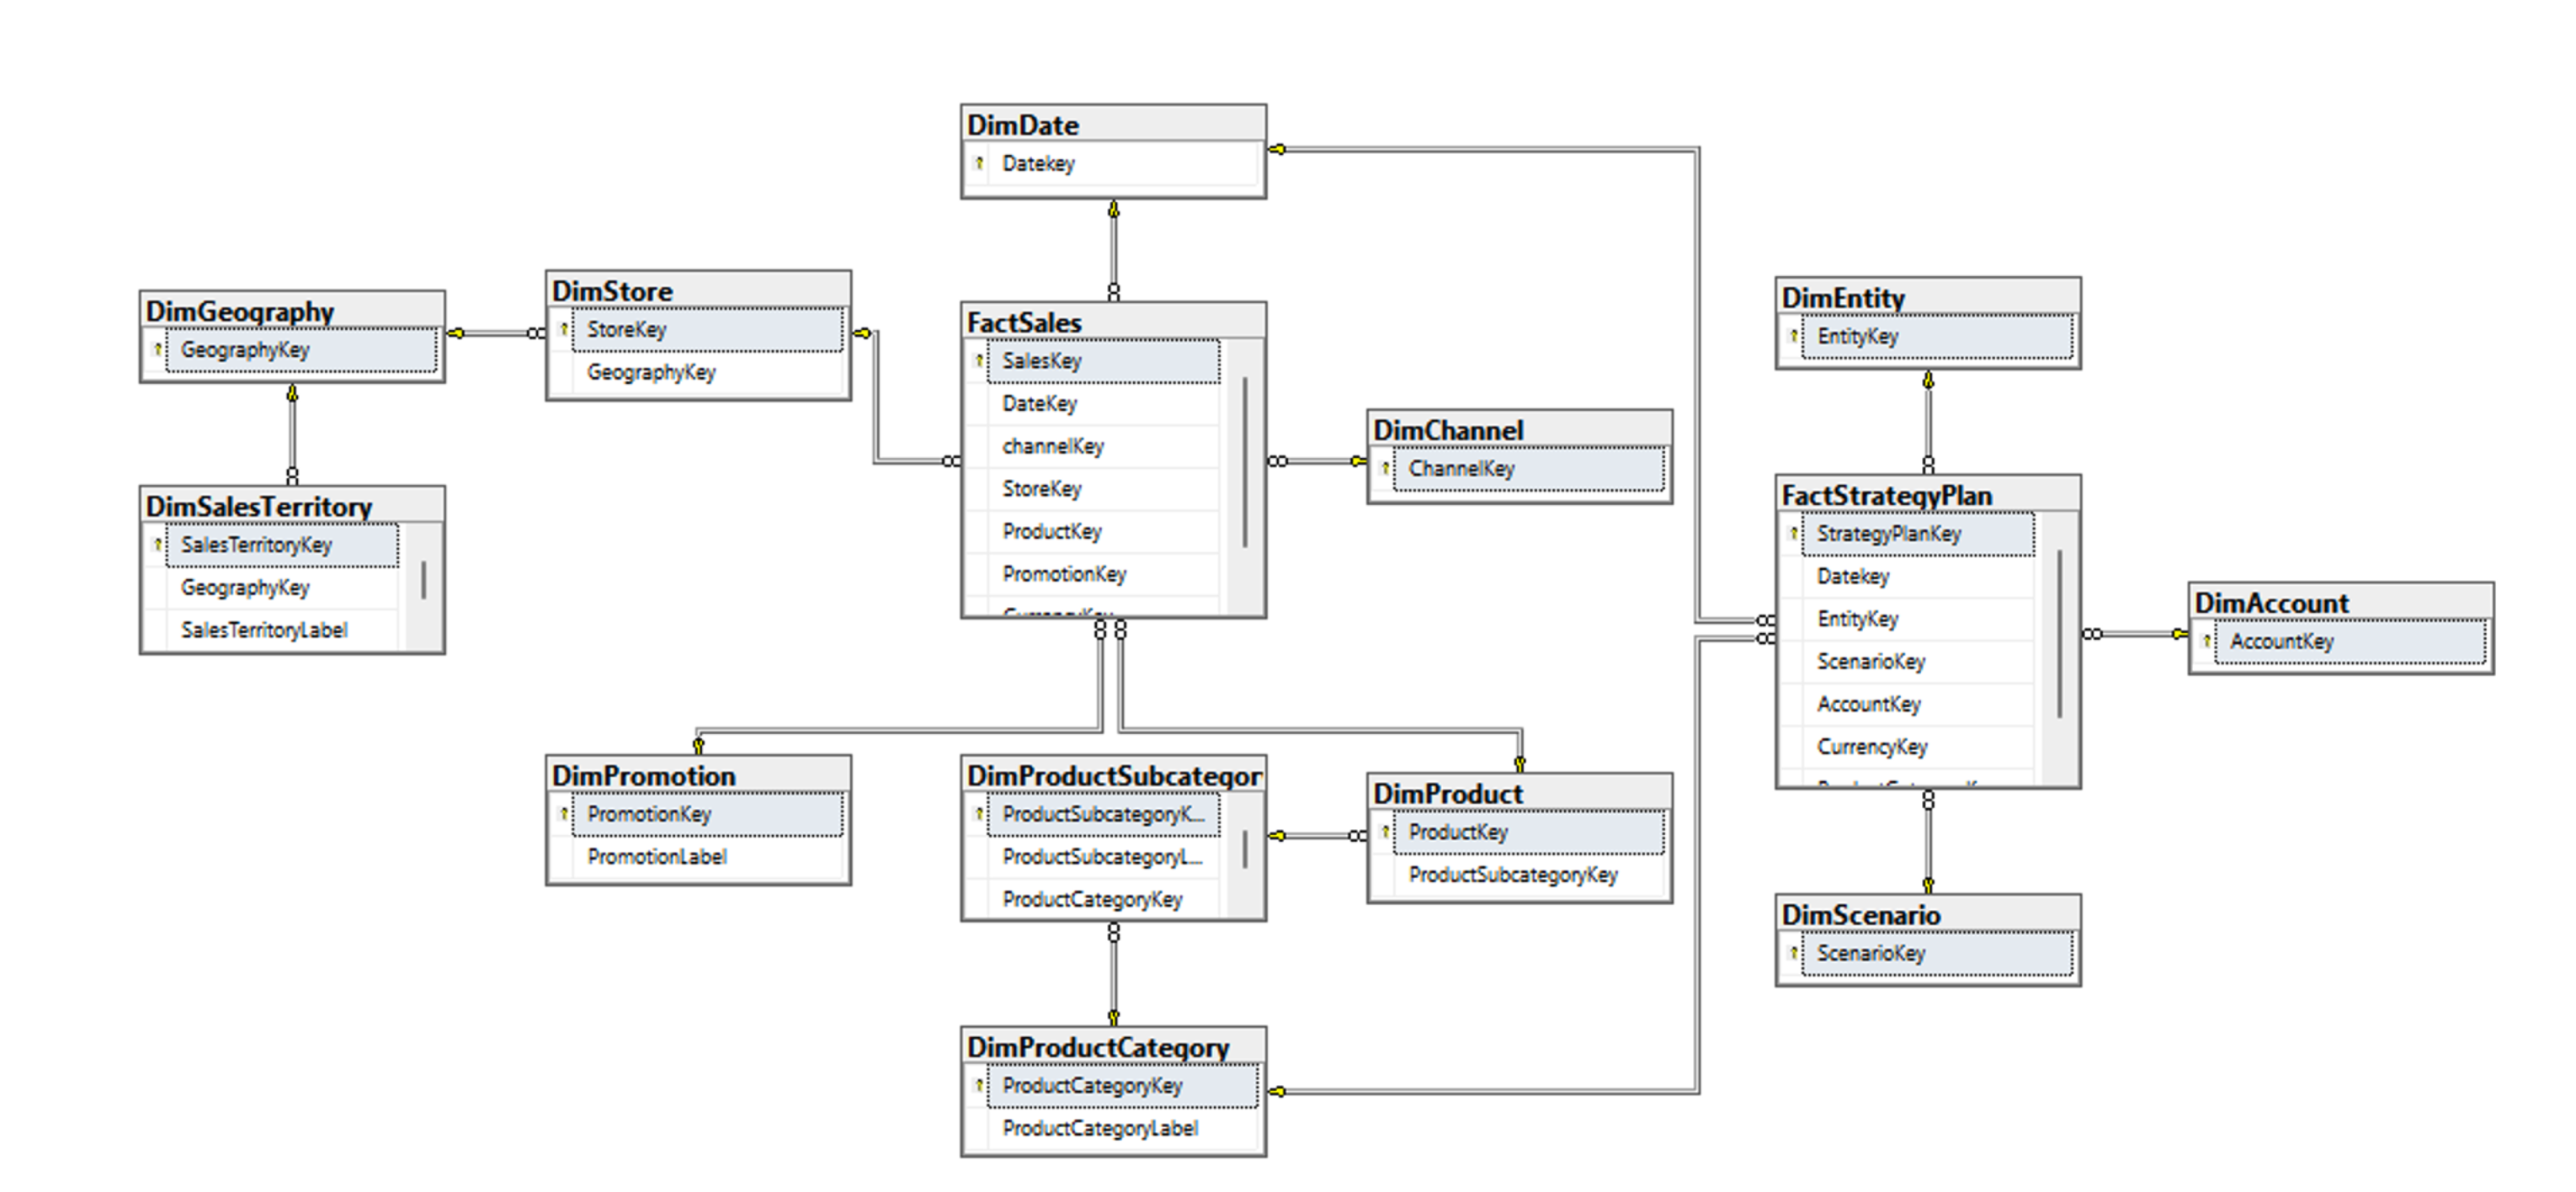 DimDate
Datekey
DimGeography
GeographyKey
DimStore
StoreKey
GeographyKey
FactSales
SalesKey
DateKey
channelKey
StoreKey
ProductKey
PromotionKey
CurrencyKey
DimEntity
EntityKey
DimChannel
ChannelKey
DimSalesTerritory
SalesTerritoryKey
GeographyKey
SalesTerritoryLabel
FactStrategyPlan
StrategyPlanKey
Datekey
EntityKey
ScenarioKey
AccountKey
CurrencyKey
DimAccount
AccountKey
DimPromotion
PromotionKey
PromotionLabel
DimProductSubcategor
ProductSubcategoryK...
ProductSubcategoryL...
ProductCategoryKey
DimProduct
ProductKey
ProductSubcategoryKey
DimScenario
ScenarioKey
DimProductCategory
ProductCategoryKey
ProductCategoryLabel